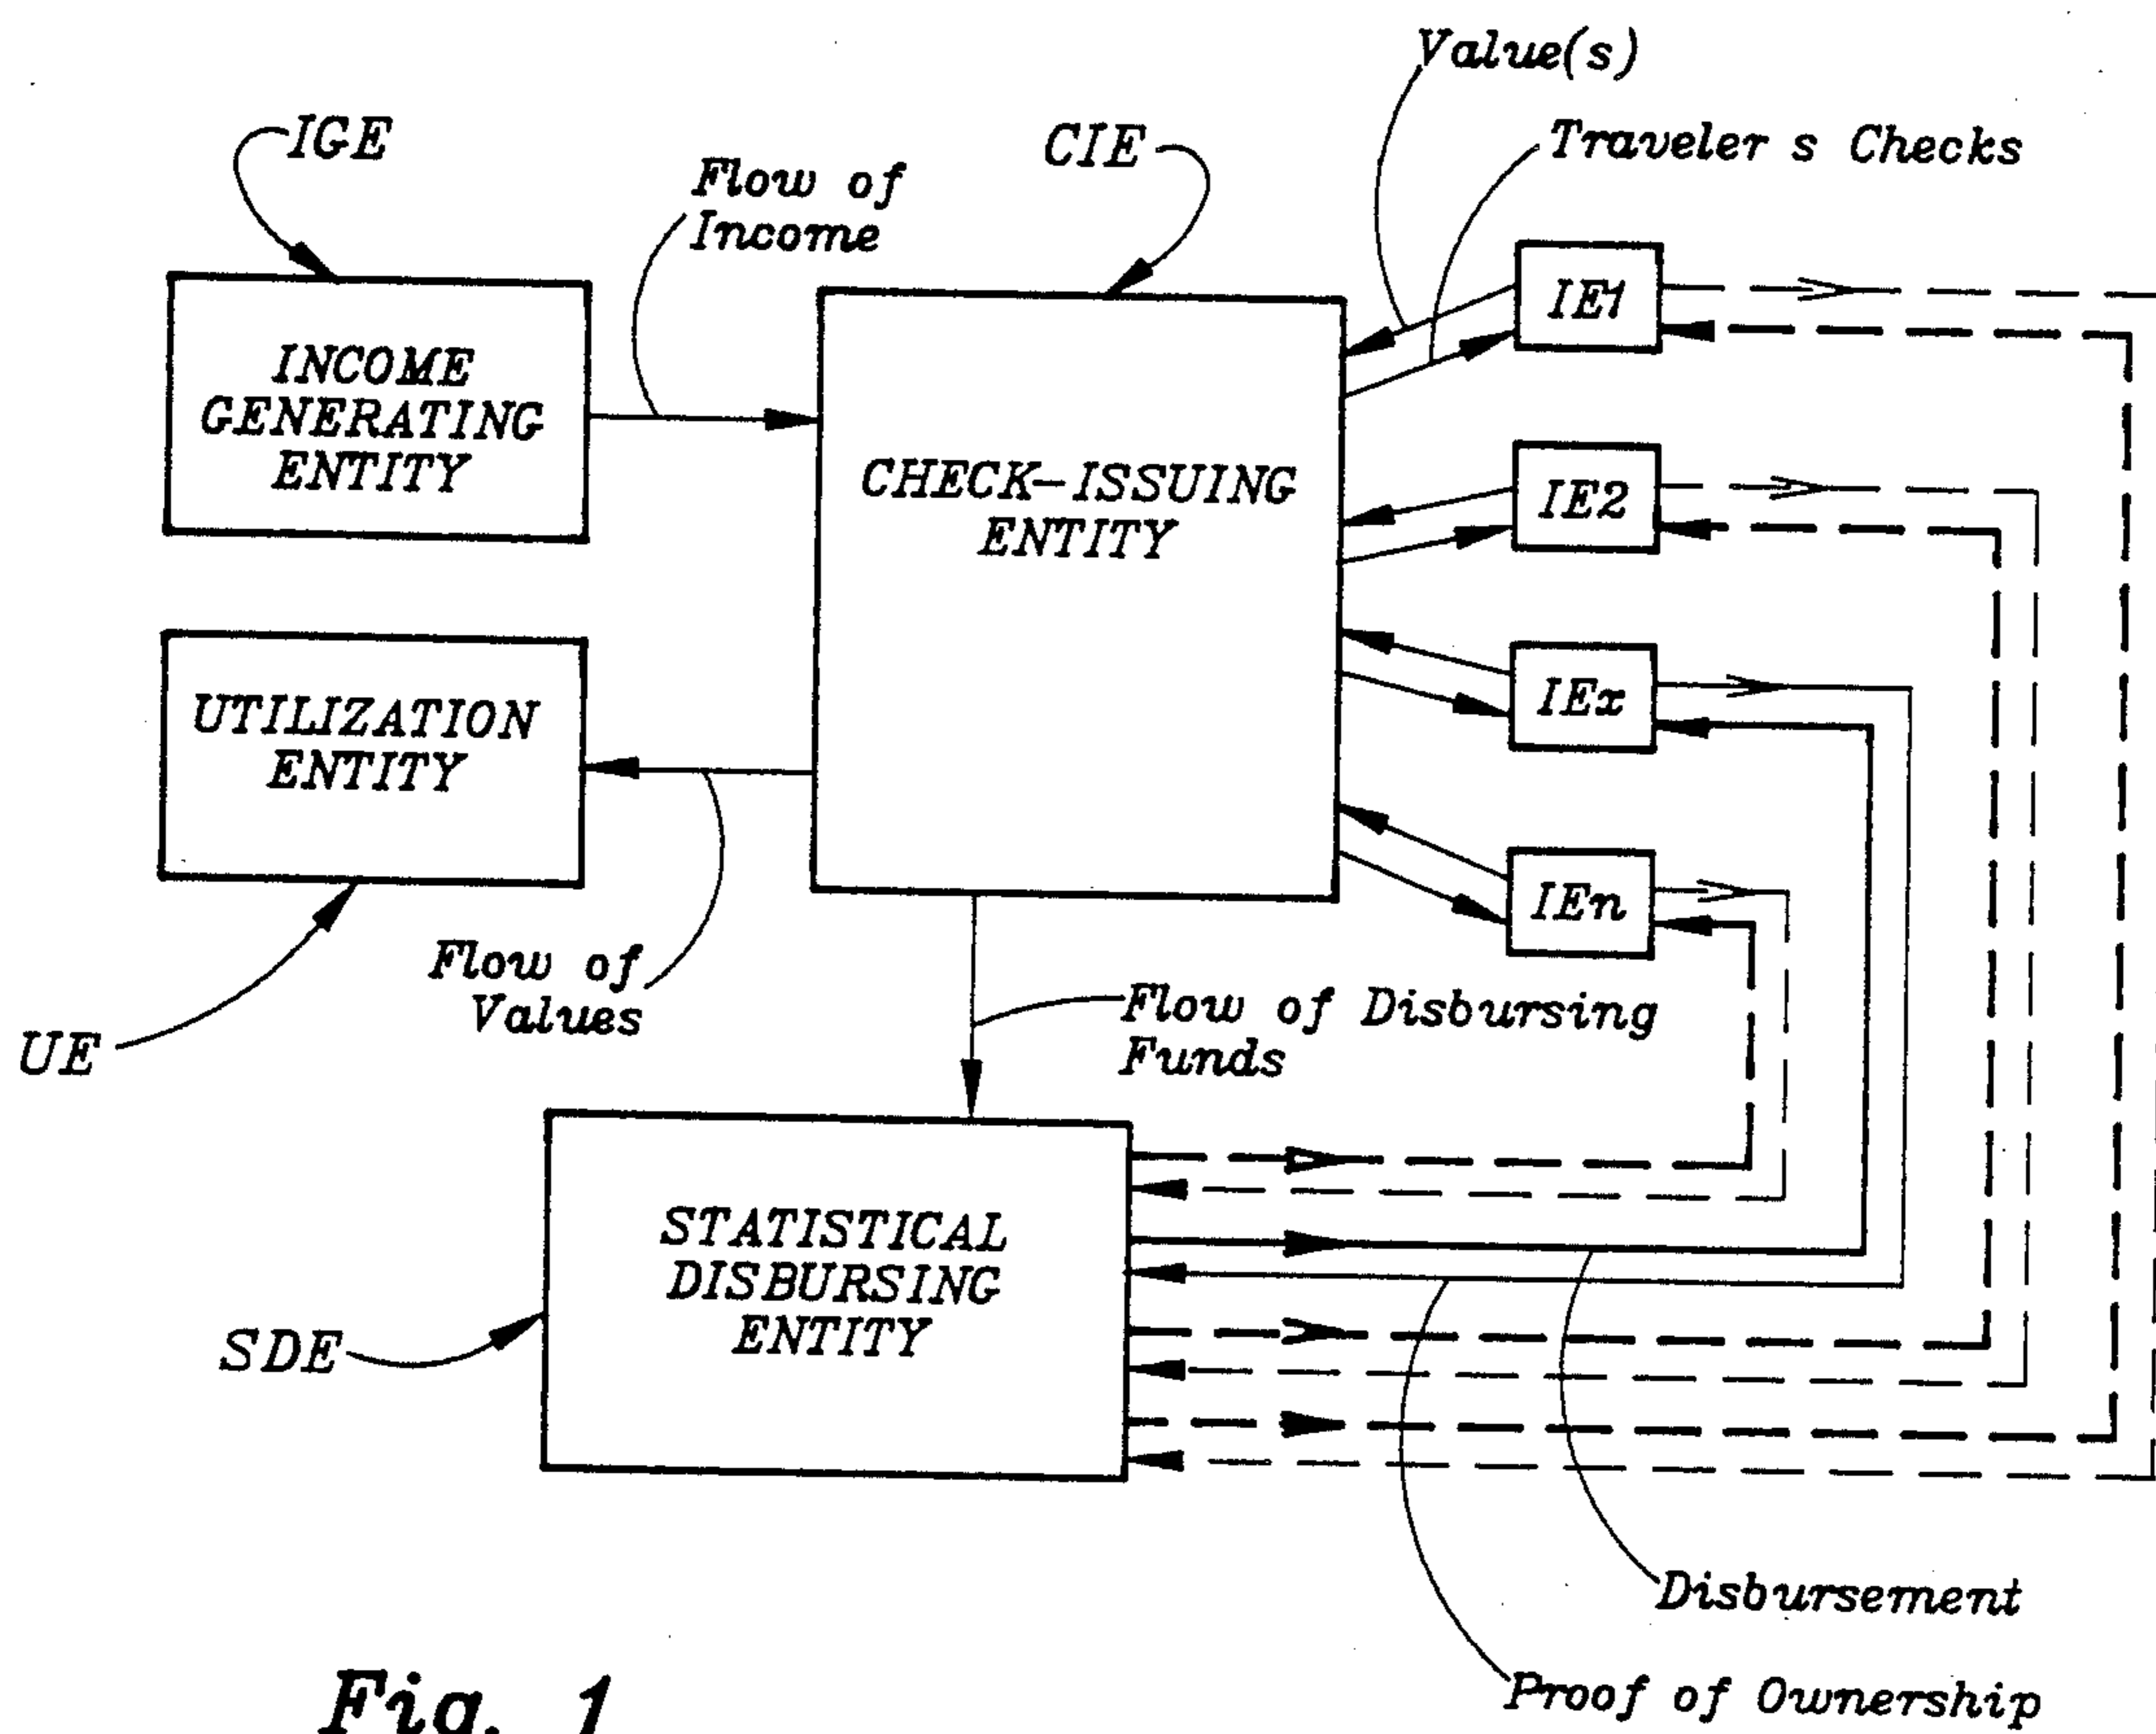 Value(s)
IGE
CIE
Traveler s Checks
Flow of
Income
IE1
INCOME
GENERATING
ENTITY
CHECK-ISSUING
ENTITY
IE2
UTILIZATION
ENTITY
IEx
IEn
Flow of
Values
Flow of Disbursing
Funds
UE
STATISTICAL
DISBURSING
ENTITY
SDE
Disbursement
Proof of Ownership
Fig. 1